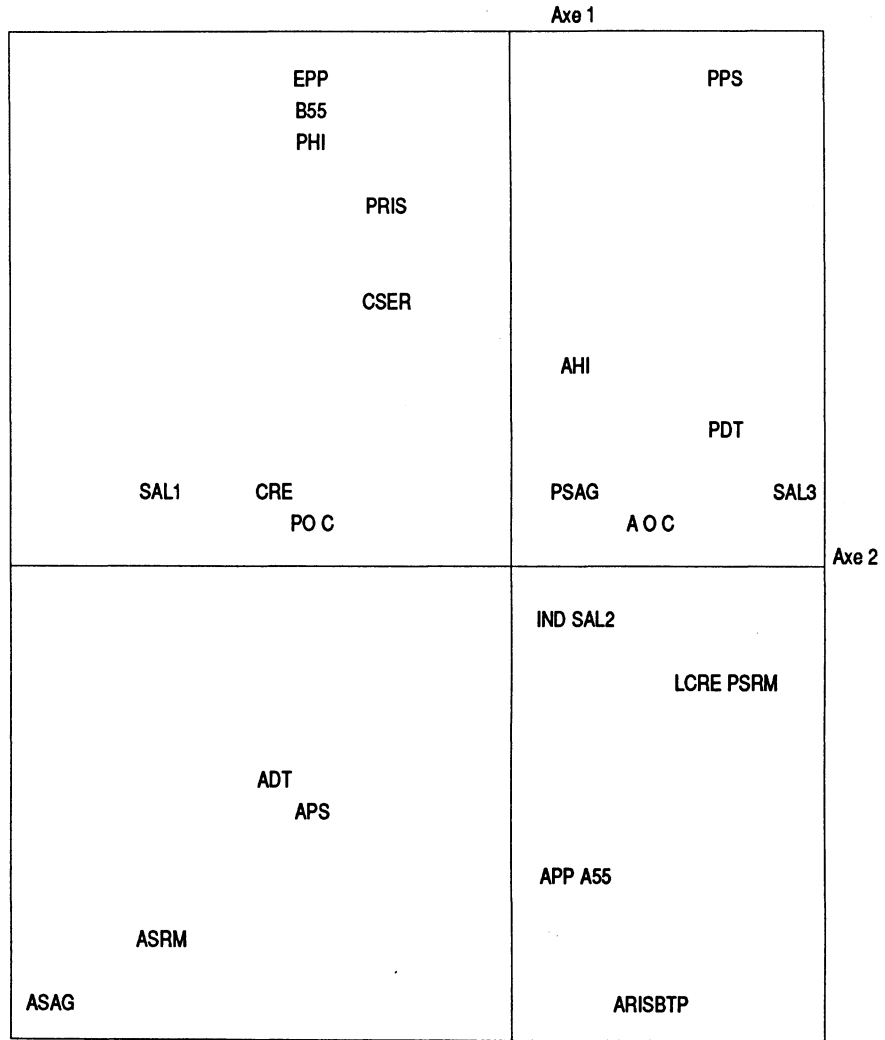 Axe 1
EPP PPS
B55
PHI
PRIS
CSER
AHI
PDT
SAL1 CRE PSAG SAL3
PO C A O C
Axe 2
IND SAL2
LCRE PSRM
ADT
APS
APP A55
ASRM
ASAG ARISBTP